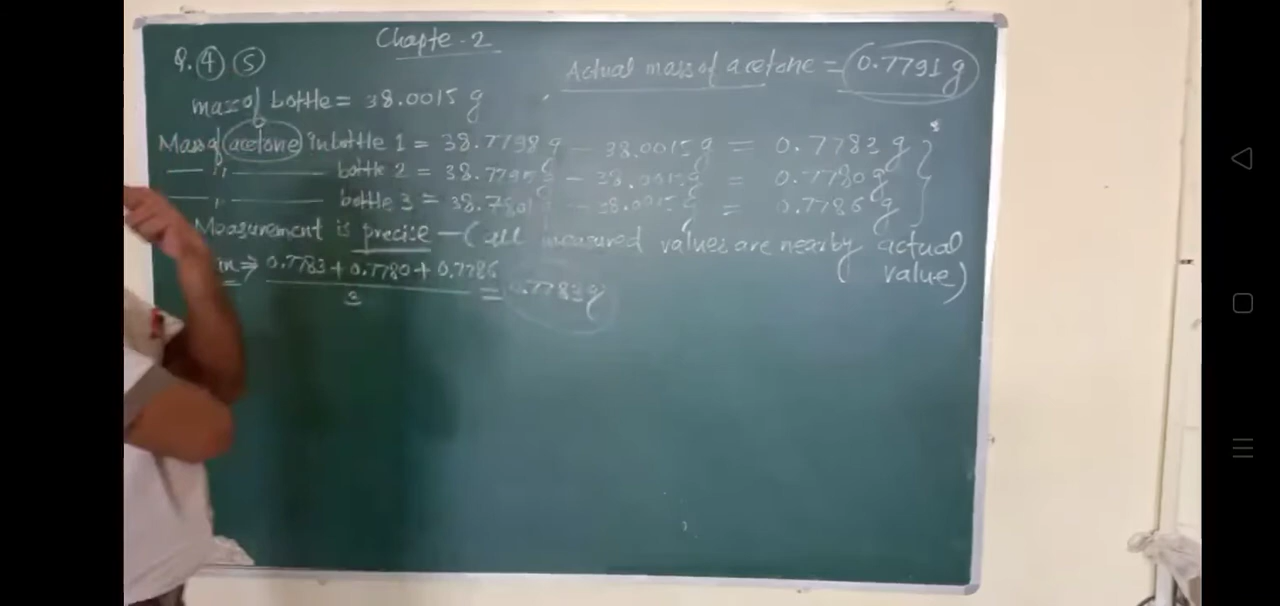 Chapte - 2
Q. 4 5
Actual mass of acetone = 0.7791 g
mass of bottle = 38.0015 g
Mass of acetone in bottle 1 = 38.7798 g - 38.0015 g = 0.7783 g
— " — bottle 2 = 38.7795 g - 38.0015 g = 0.7780 g
— " — bottle 3 = 38.7801 g - 38.0015 g = 0.7786 g
Measurement is precise - (all measured values are nearby actual
value)
0.7783 + 0.7780 + 0.7786
3
= 0.7783 g